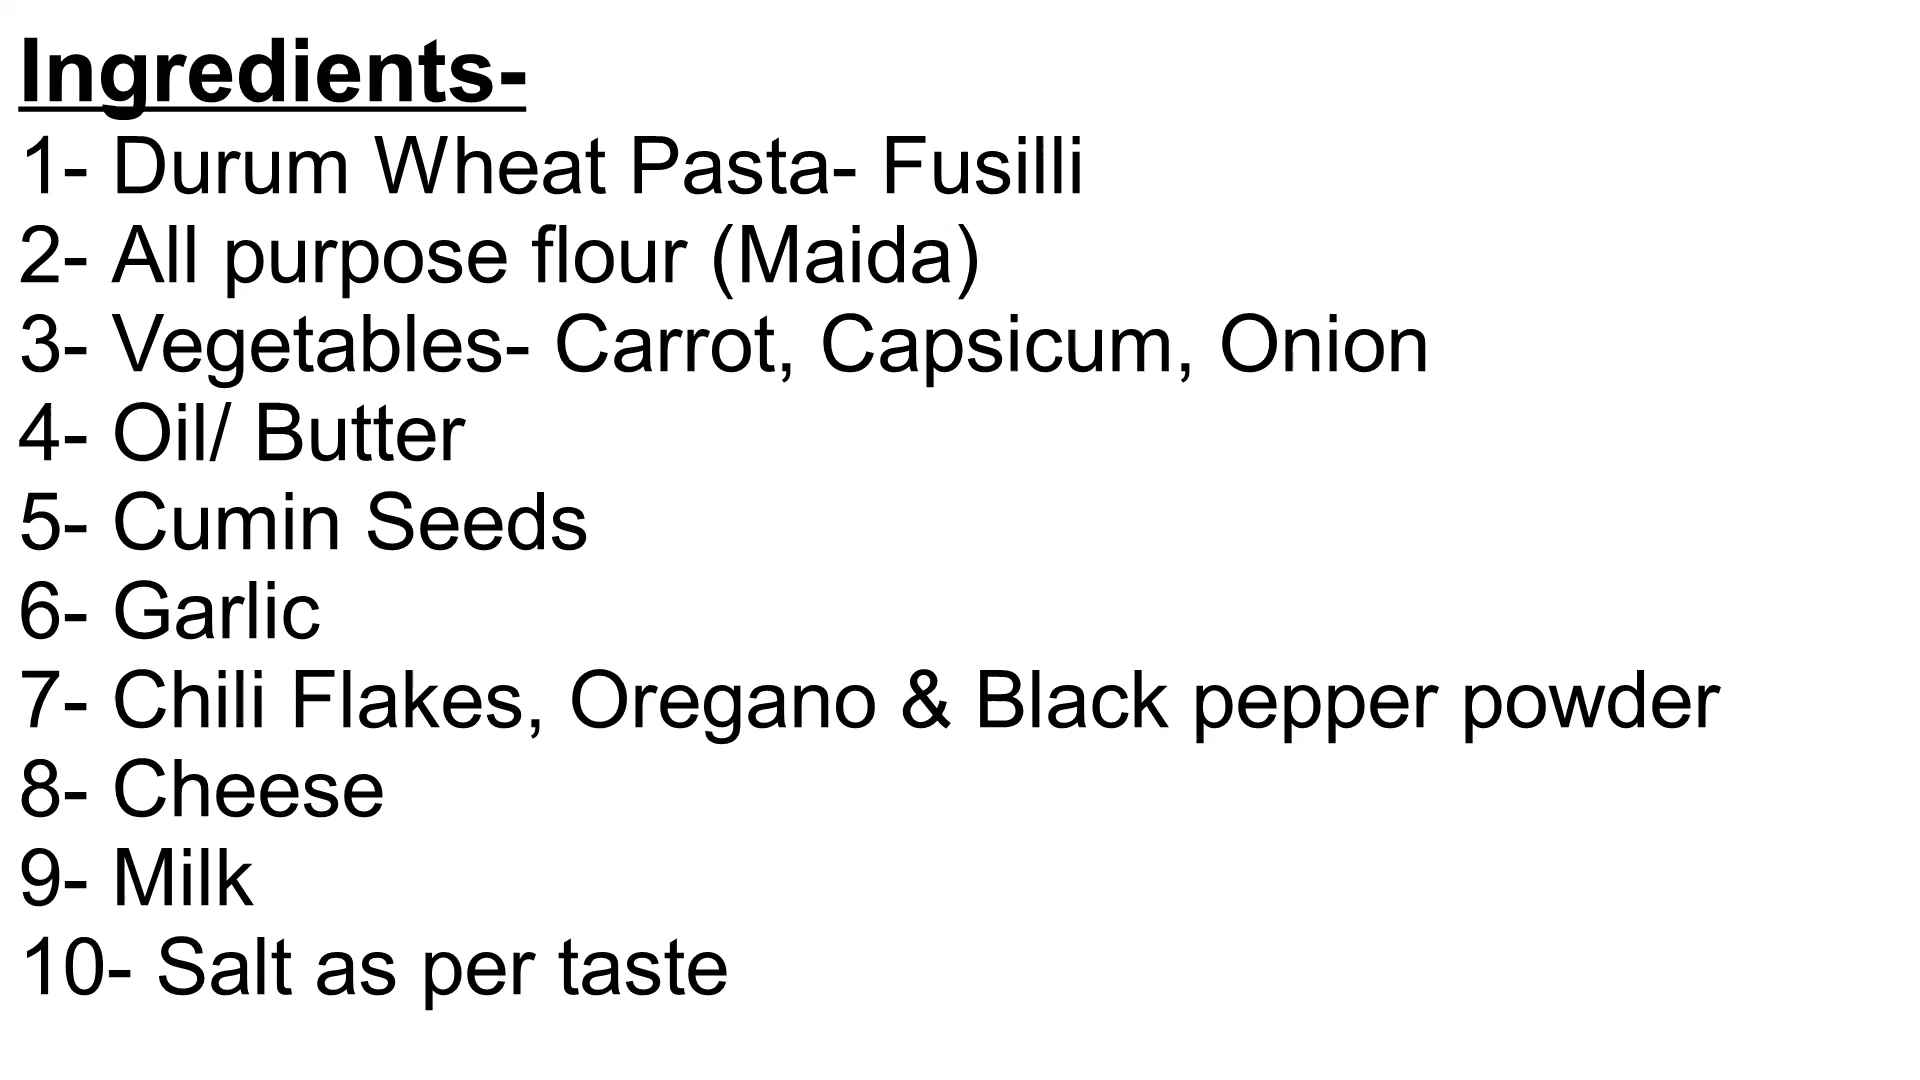 Ingredients-
1- Durum Wheat Pasta- Fusilli
2- All purpose flour (Maida)
3- Vegetables- Carrot, Capsicum, Onion
4- Oil/ Butter
5- Cumin Seeds
6- Garlic
7- Chili Flakes, Oregano & Black pepper powder
8- Cheese
9- Milk
10- Salt as per taste